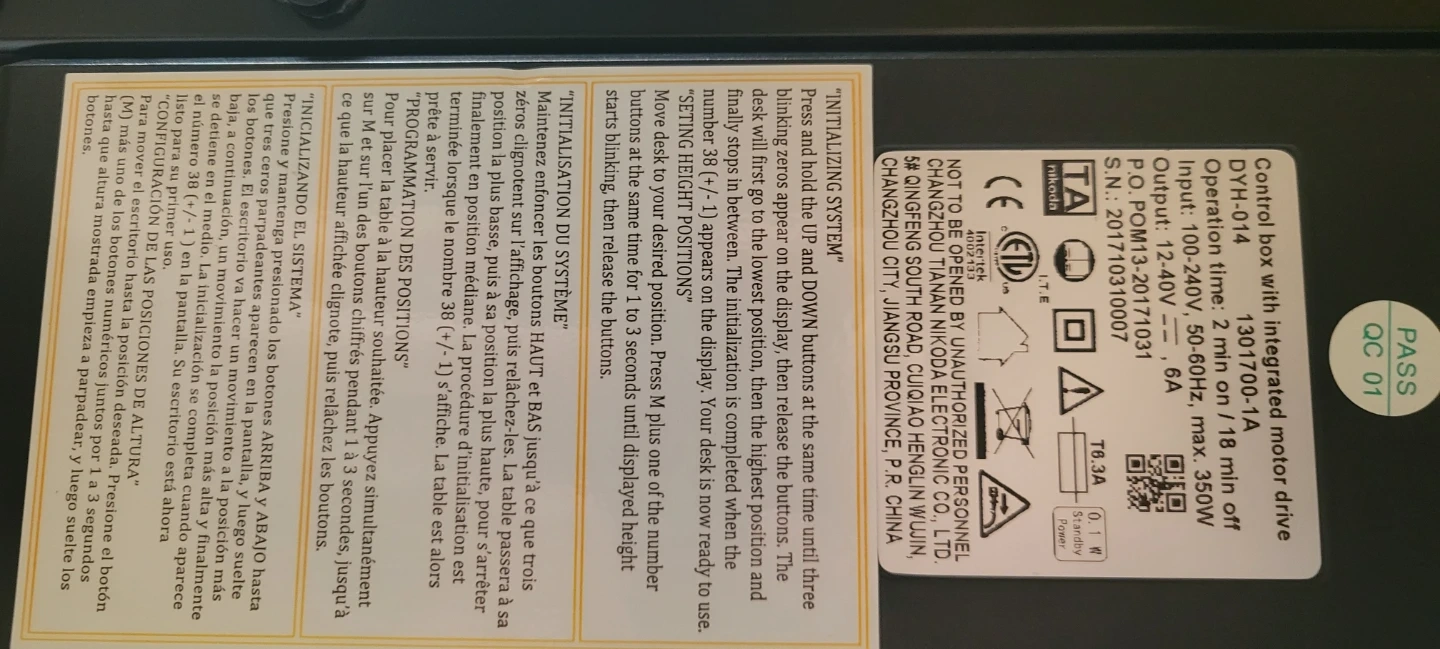 PASS
QC 01
Control box with integrated motor drive
DYH-014 1301700-1A
Operation time: 2 min on / 18 min off
Input: 100-240V, 50-60Hz, max. 350W
Output: 12-40V , 6A
P.O. POM13-20171031
S.N.: 2017103100007
TA
nikoda
I.T.E
T6.3A
0.1 W
Standby
Power
CE
c ETL us
Intertek
4002133
NOT TO BE OPENED BY UNAUTHORIZED PERSONNEL
CHANGZHOU TIANAN NIKODA ELECTRONIC CO., LTD.
5# QINGFENG SOUTH ROAD, CUIQIAO HENGLIN WUJIN,
CHANGZHOU CITY, JIANGSU PROVINCE, P.R. CHINA
"INITIALIZING SYSTEM"
Press and hold the UP and DOWN buttons at the same time until three
blinking zeros appear on the display, then release the buttons. The
desk will first go to the lowest position, then the highest position and
finally stops in between. The initialization is completed when the
number 38 (+/- 1) appears on the display. Your desk is now ready to use.
"SETING HEIGHT POSITIONS"
Move desk to your desired position. Press M plus one of the number
buttons at the same time for 1 to 3 seconds until displayed height
starts blinking, then release the buttons.
"INITIALISATION DU SYSTÈME"
Maintenez enfoncer les boutons HAUT et BAS jusqu'à ce que trois
zéros clignotent sur l'affichage, puis relâchez-les. La table passera à sa
position la plus basse, puis à sa position la plus haute, pour s'arrêter
finalement en position médiane. La procédure d'initialisation est
terminée lorsque le nombre 38 (+/- 1) s'affiche. La table est alors
prête à servir.
"PROGRAMMATION DES POSITIONS"
Pour placer la table à la hauteur souhaitée. Appuyez simultanément
sur M et sur l'un des boutons chiffrés pendant 1 à 3 secondes, jusqu'à
ce que la hauteur affichée clignote, puis relâchez les boutons.
"INICIALIZANDO EL SISTEMA"
Presione y mantenga presionado los botones ARRIBA y ABAJO hasta
que tres ceros parpadeantes aparecen en la pantalla, y luego suelte
los botones. El escritorio va hacer un movimiento a la posición más
baja, a continuación, un movimiento la posición más alta y finalmente
se detiene en el medio. La inicialización se completa cuando aparece
el número 38 (+/- 1 ) en la pantalla. Su escritorio está ahora
listo para su primer uso.
"CONFIGURACIÓN DE LAS POSICIONES DE ALTURA"
Para mover el escritorio hasta la posición deseada. Presione el botón
(M) más uno de los botones numéricos juntos por 1 a 3 segundos
hasta que altura mostrada empieza a parpadear, y luego suelte los
botones.